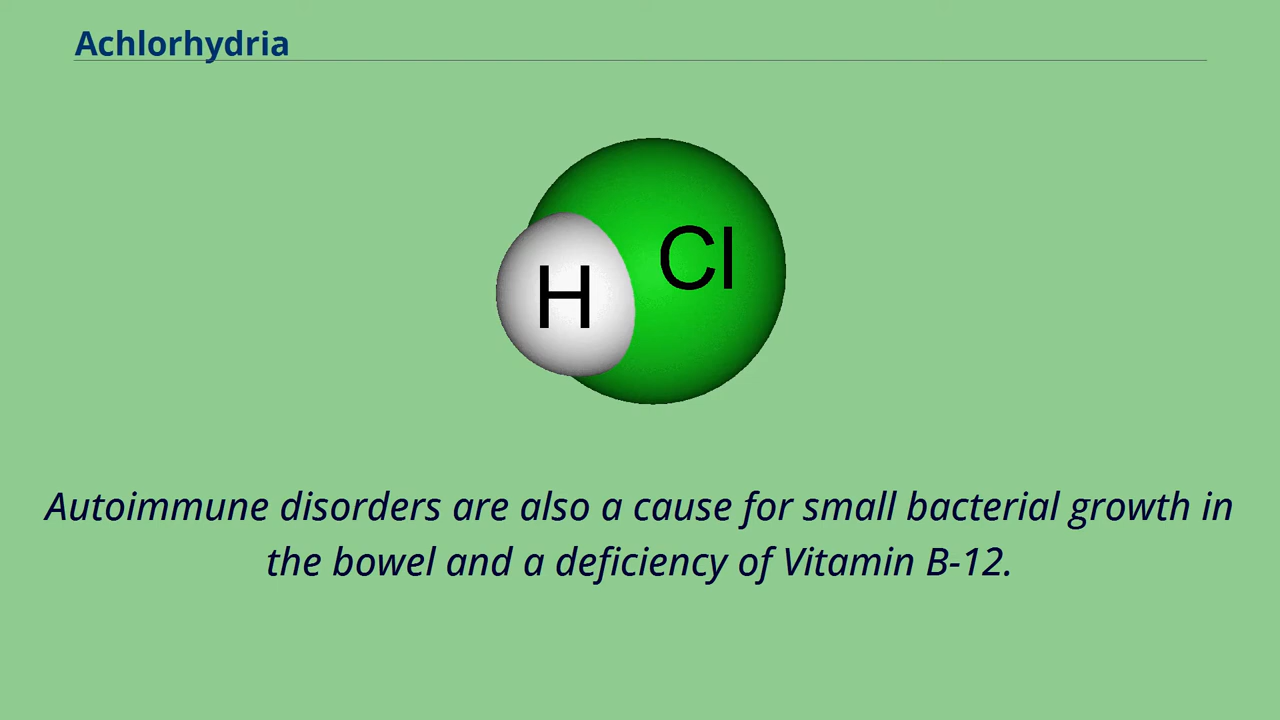 Achlorhydria
H
Cl
Autoimmune disorders are also a cause for small bacterial growth in
the bowel and a deficiency of Vitamin B-12.